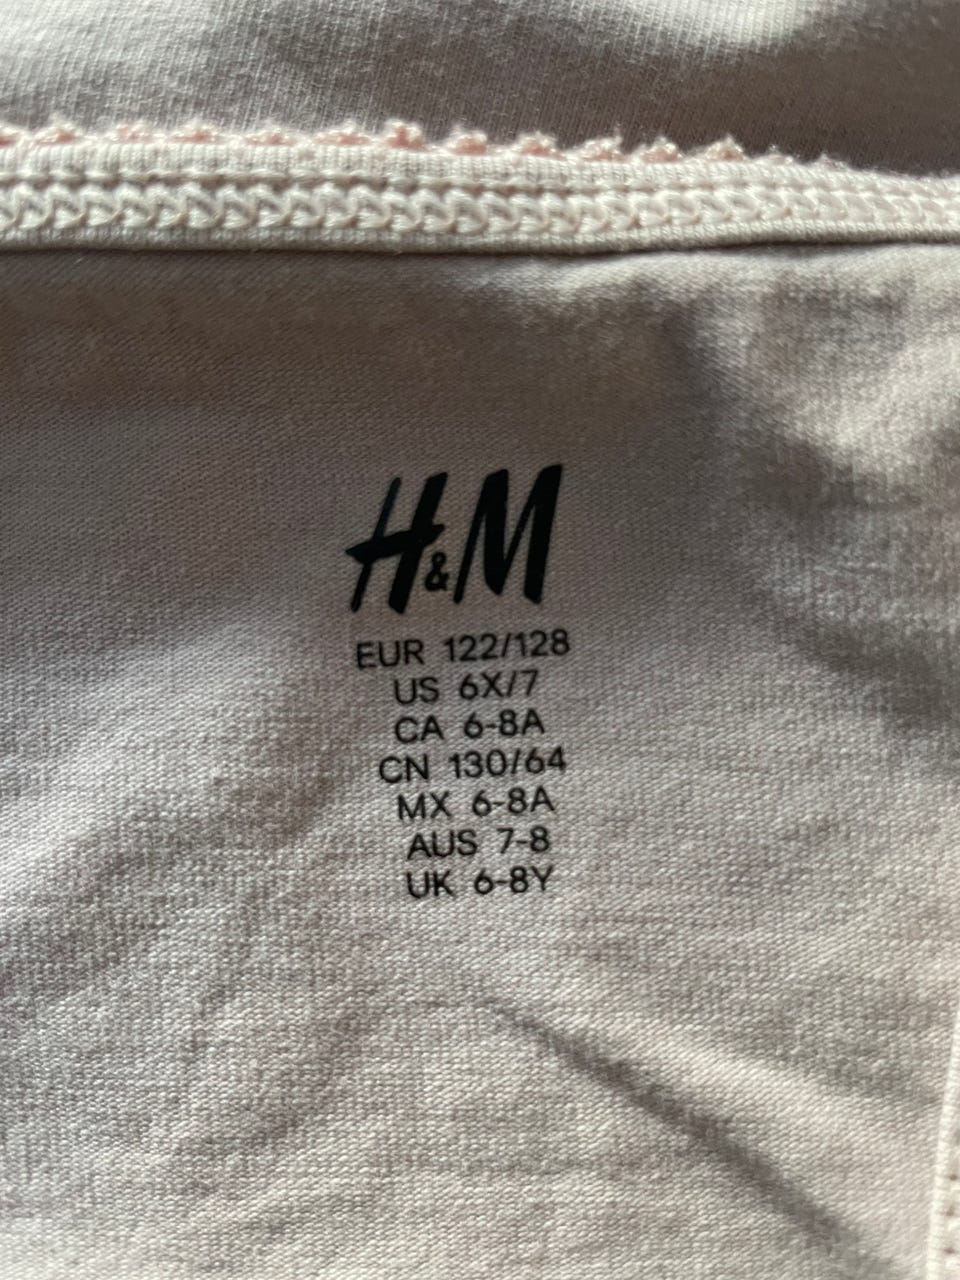 H&M
EUR 122/128
US 6X/7
CA 6-8A
CN 130/64
MX 6-8A
AUS 7-8
UK 6-8Y